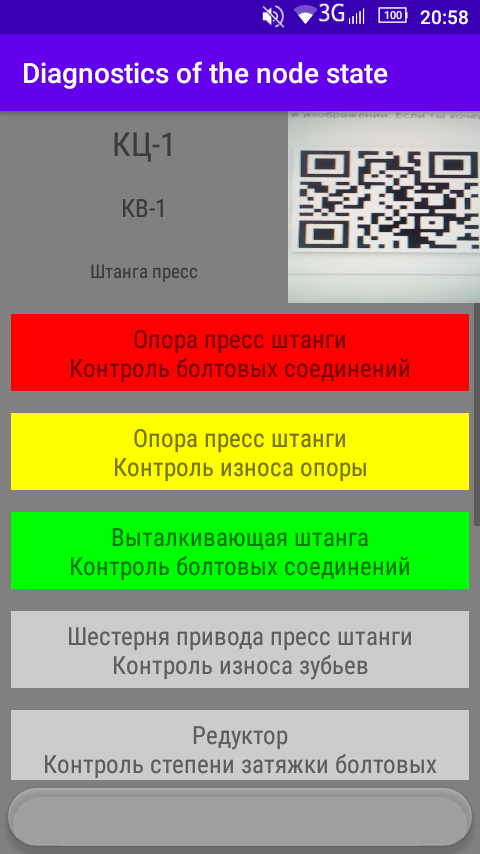 3G 100 20:58
Diagnostics of the node state
в изображении. Если ты хочеш
КЦ-1
КВ-1
Штанга пресс
Опора пресс штанги
Контроль болтовых соединений
Опора пресс штанги
Контроль износа опоры
Выталкивающая штанга
Контроль болтовых соединений
Шестерня привода пресс штанги
Контроль износа зубьев
Редуктор
Контроль степени затяжки болтовых